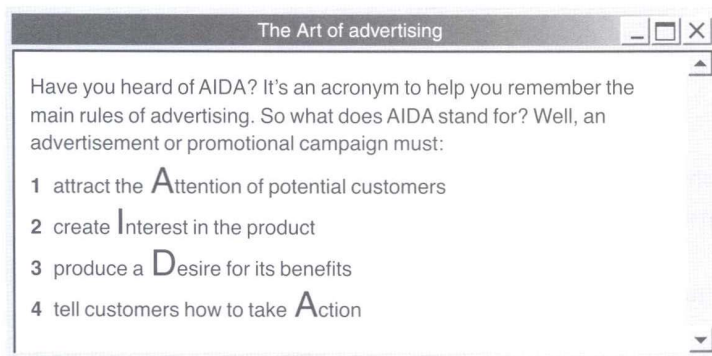 The Art of advertising
Have you heard of AIDA? It's an acronym to help you remember the
main rules of advertising. So what does AIDA stand for? Well, an
advertisement or promotional campaign must:
1 attract the Attention of potential customers
2 create Interest in the product
3 produce a Desire for its benefits
4 tell customers how to take Action